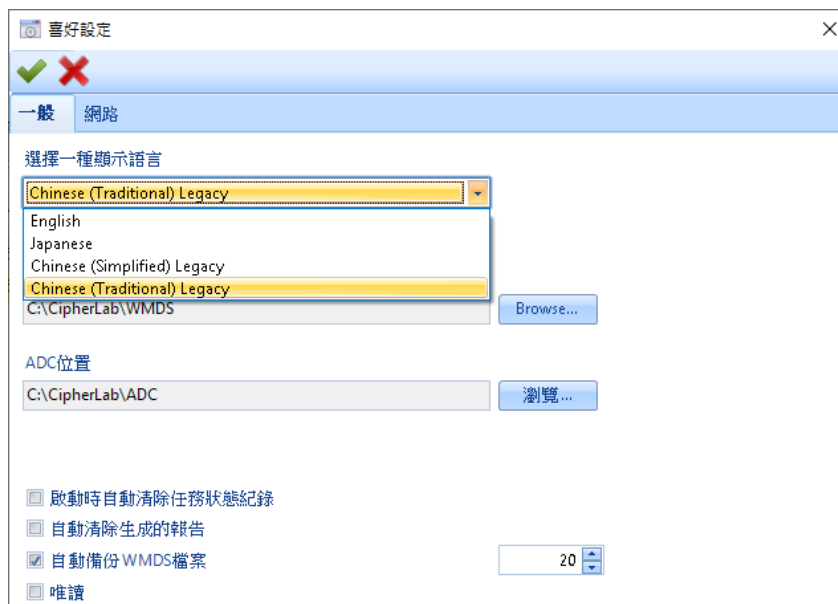 喜好設定
一般 網路
選擇一種顯示語言
Chinese (Traditional) Legacy
English
Japanese
Chinese (Simplified) Legacy
Chinese (Traditional) Legacy
C:\CipherLab\WMDS Browse...
ADC位置
C:\CipherLab\ADC 瀏覽...
啟動時自動清除任務狀態紀錄
自動清除生成的報告
自動備份WMDS檔案 20
唯讀